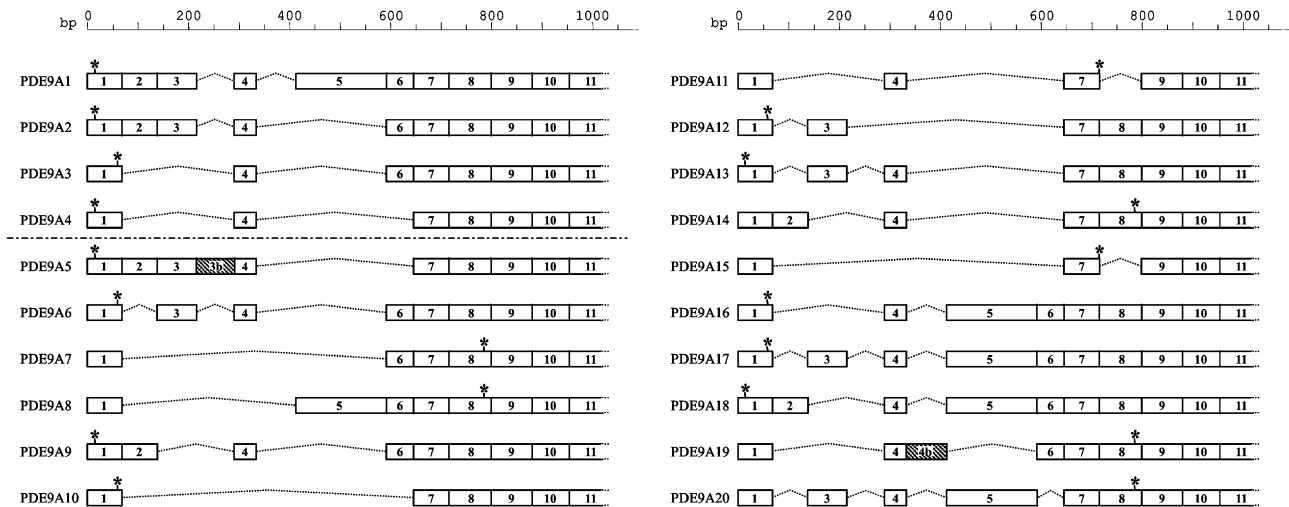 bp 0 200 400 600 800 1000
PDE9A1 * 1 2 3 4 5 6 7 8 9 10 11
PDE9A2 * 1 2 3 4 6 7 8 9 10 11
PDE9A3 * 1 4 6 7 8 9 10 11
PDE9A4 * 1 4 7 8 9 10 11
PDE9A5 * 1 2 3 3b 4 7 8 9 10 11
PDE9A6 * 1 3 4 6 7 8 9 10 11
PDE9A7 1 6 7 8 * 9 10 11
PDE9A8 1 5 6 7 8 * 9 10 11
PDE9A9 * 1 2 4 6 7 8 9 10 11
PDE9A10 1 * 7 8 9 10 11
bp 0 200 400 600 800 1000
PDE9A11 1 4 7 * 9 10 11
PDE9A12 1 * 3 7 8 9 10 11
PDE9A13 * 1 3 4 7 8 9 10 11
PDE9A14 1 2 4 7 8 * 9 10 11
PDE9A15 1 7 * 9 10 11
PDE9A16 1 * 4 5 6 7 8 9 10 11
PDE9A17 1 * 3 4 5 6 7 8 9 10 11
PDE9A18 * 1 2 4 5 6 7 8 9 10 11
PDE9A19 1 4 4b 6 7 8 * 9 10 11
PDE9A20 1 3 4 5 7 8 * 9 10 11